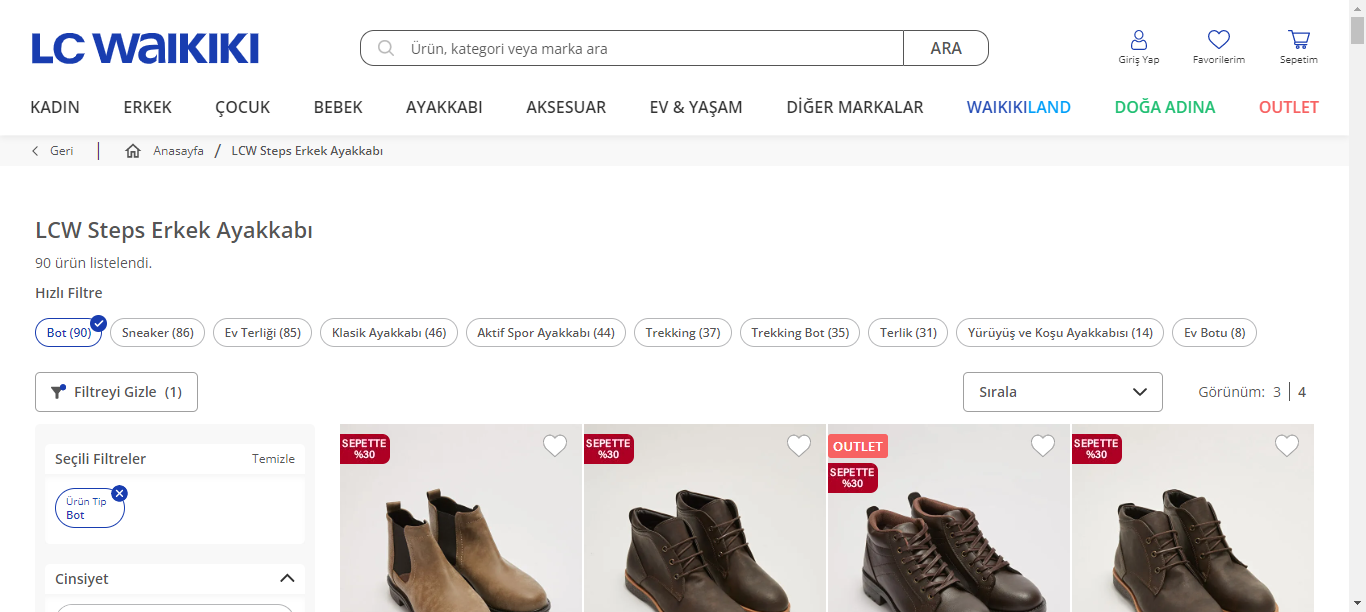 LC WAIKIKI
Ürün, kategori veya marka ara
ARA
Giriş Yap
Favorilerim
Sepetim
KADIN
ERKEK
ÇOCUK
BEBEK
AYAKKABI
AKSESUAR
EV & YAŞAM
DİĞER MARKALAR
WAIKIKILAND
DOĞA ADINA
OUTLET
Geri
Anasayfa / LCW Steps Erkek Ayakkabı
LCW Steps Erkek Ayakkabı
90 ürün listelendi.
Hızlı Filtre
Bot (90)
Sneaker (86)
Ev Terliği (85)
Klasik Ayakkabı (46)
Aktif Spor Ayakkabı (44)
Trekking (37)
Trekking Bot (35)
Terlik (31)
Yürüyüş ve Koşu Ayakkabısı (14)
Ev Botu (8)
Filtreyi Gizle (1)
Sırala
Görünüm: 3 | 4
Seçili Filtreler
Temizle
Ürün Tip
Bot
Cinsiyet
SEPETTE
%30
SEPETTE
%30
OUTLET
SEPETTE
%30
SEPETTE
%30